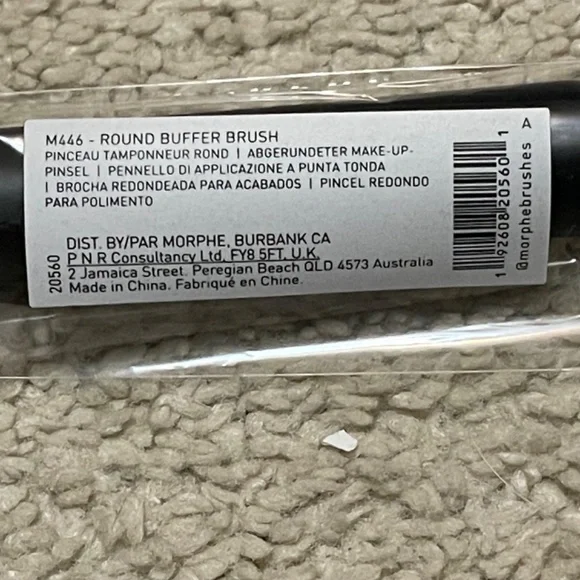 M446 - ROUND BUFFER BRUSH
PINCEAU TAMPONNEUR ROND | ABGERUNDETER MAKE-UP-
PINSEL | PENNELLO DI APPLICAZIONE A PUNTA TONDA
| BROCHA REDONDEADA PARA ACABADOS | PINCEL REDONDO
PARA POLIMENTO
DIST. BY/PAR MORPHE, BURBANK CA
P N R Consultancy Ltd, FY8 5FT, U.K.
2 Jamaica Street. Peregian Beach QLD 4573 Australia
Made in China. Fabriqué en Chine.
20560
1 92608 20560 1
@morphebrushes A